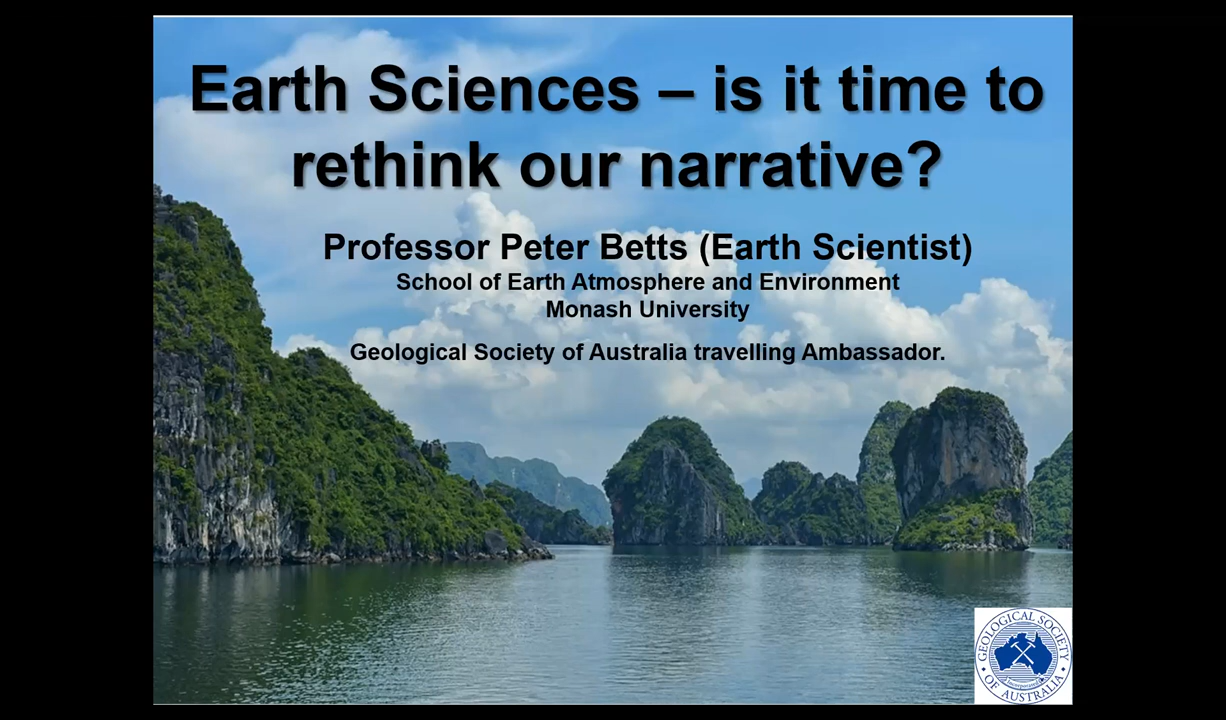 Earth Sciences – is it time to
rethink our narrative?
Professor Peter Betts (Earth Scientist)
School of Earth Atmosphere and Environment
Monash University
Geological Society of Australia travelling Ambassador.
GEOLOGICAL SOCIETY
Incorporated
OF AUSTRALIA